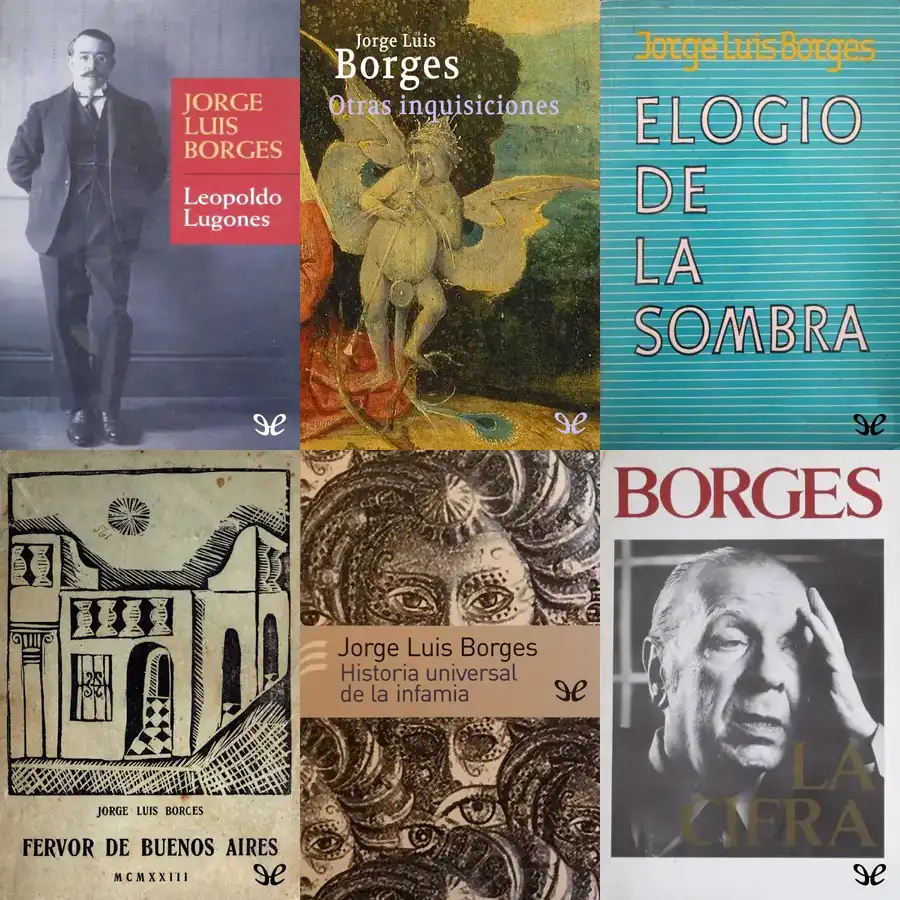 JORGE
LUIS
BORGES
Leopoldo
Lugones
Jorge Luis
Borges
Otras inquisiciones
Jorge Luis Borges
ELOGIO
DE
LA
SOMBRA
JORGE LUIS BORGES
FERVOR DE BUENOS AIRES
MCMXXIII
Jorge Luis Borges
Historia universal
de la infamia
BORGES
LA
CIFRA